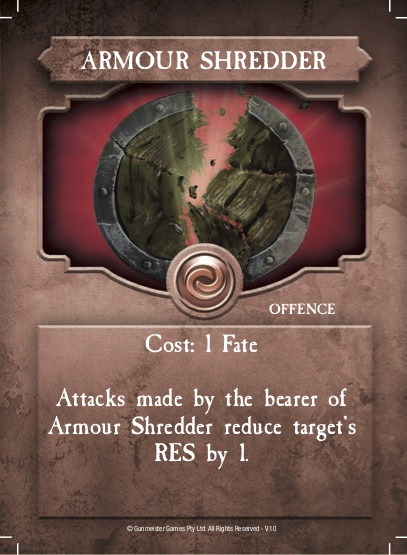 ARMOUR SHREDDER
OFFENCE
Cost: 1 Fate
Attacks made by the bearer of
Armour Shredder reduce target's
RES by 1.
© Gunmeister Games Pty Ltd. All Rights Reserved - V1.0